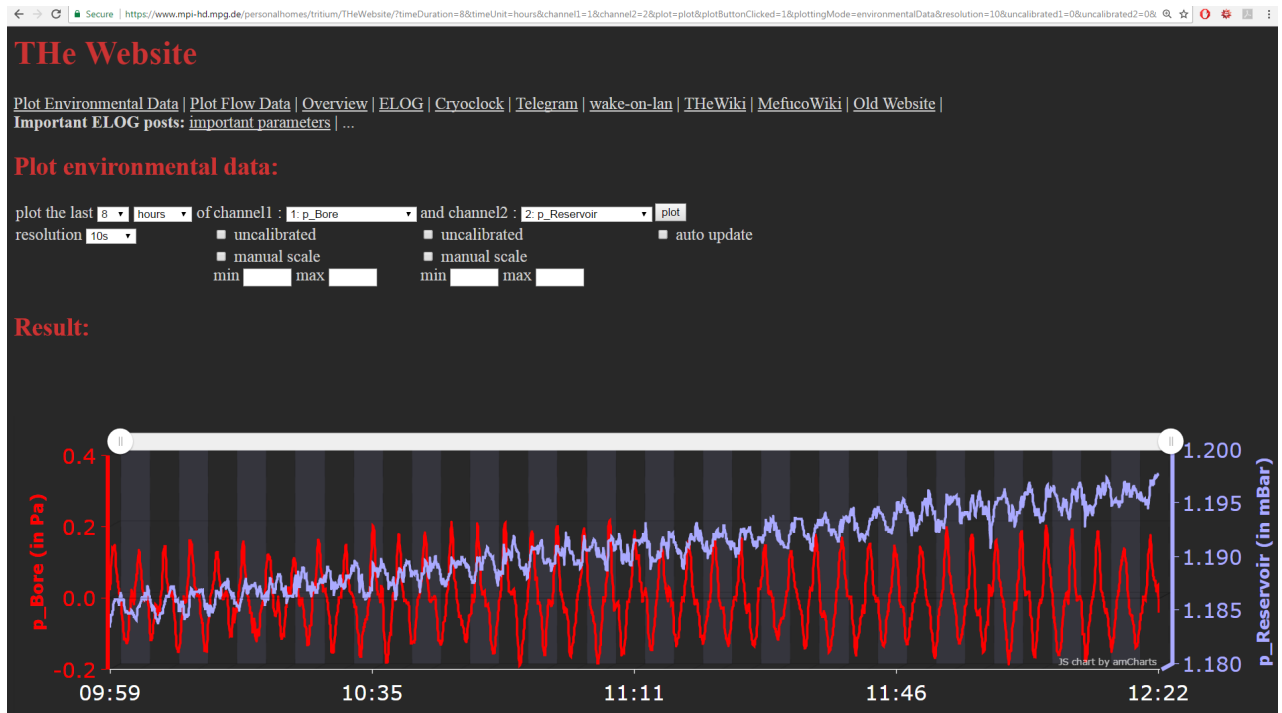 Secure | https://www.mpi-hd.mpg.de/personalhomes/tritium/THeWebsite/?timeDuration=8&timeUnit=hours&channel1=1&channel2=2&plot=plot&plotButtonClicked=1&plottingMode=environmentalData&resolution=10&uncalibrated1=0&uncalibrated2=0&
THe Website
Plot Environmental Data | Plot Flow Data | Overview | ELOG | Cryoclock | Telegram | wake-on-lan | THeWiki | MefucoWiki | Old Website |
Important ELOG posts: important parameters | ...
Plot environmental data:
plot the last 8 hours of channel1 : 1: p_Bore and channel2 : 2: p_Reservoir plot
resolution 10s uncalibrated uncalibrated auto update
manual scale manual scale
min max min max
Result:
0.4
0.2
0.0
-0.2
p_Bore (in Pa)
1.200
1.195
1.190
1.185
1.180
p_Reservoir (in mBar)
JS chart by amCharts
09:59 10:35 11:11 11:46 12:22